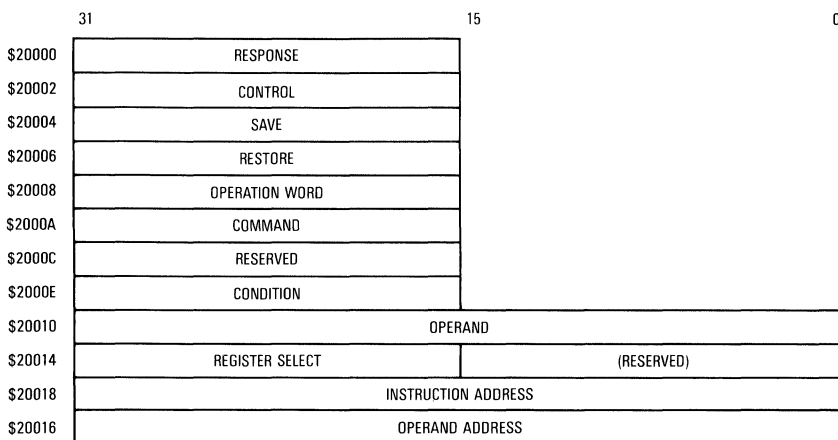 31 15 0
$20000 RESPONSE
$20002 CONTROL
$20004 SAVE
$20006 RESTORE
$20008 OPERATION WORD
$2000A COMMAND
$2000C RESERVED
$2000E CONDITION
$20010 OPERAND
$20014 REGISTER SELECT (RESERVED)
$20018 INSTRUCTION ADDRESS
$20016 OPERAND ADDRESS